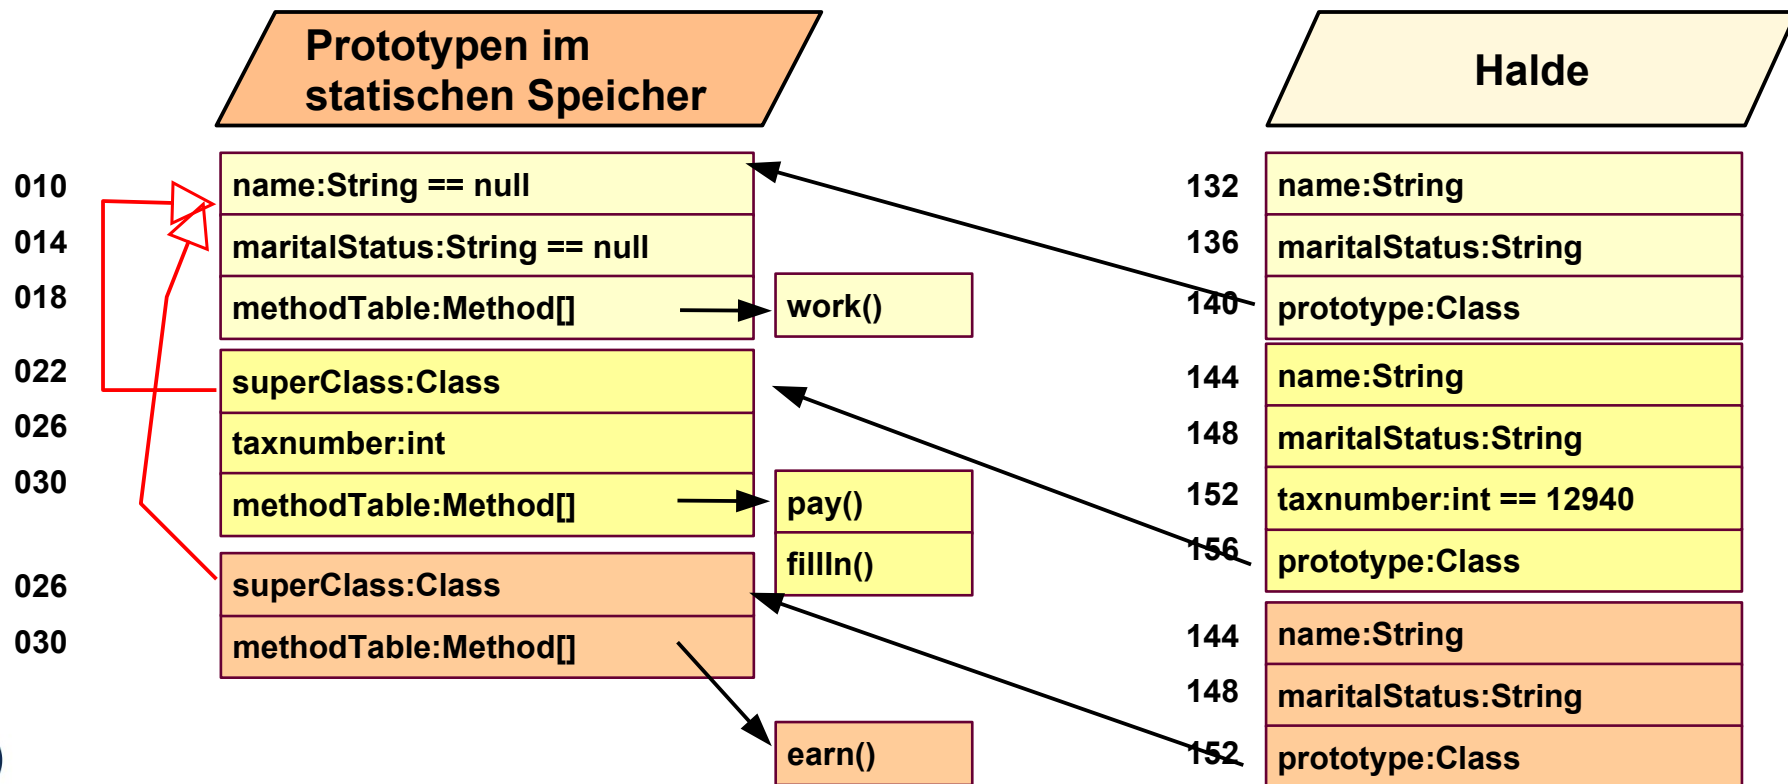 Prototypen im
statischen Speicher
Halde
010
name:String == null
014
maritalStatus:String == null
018
methodTable:Method[]
work()
022
superClass:Class
026
taxnumber:int
030
methodTable:Method[]
pay()
fillIn()
026
superClass:Class
030
methodTable:Method[]
earn()
132
name:String
136
maritalStatus:String
140
prototype:Class
144
name:String
148
maritalStatus:String
152
taxnumber:int == 12940
156
prototype:Class
144
name:String
148
maritalStatus:String
152
prototype:Class